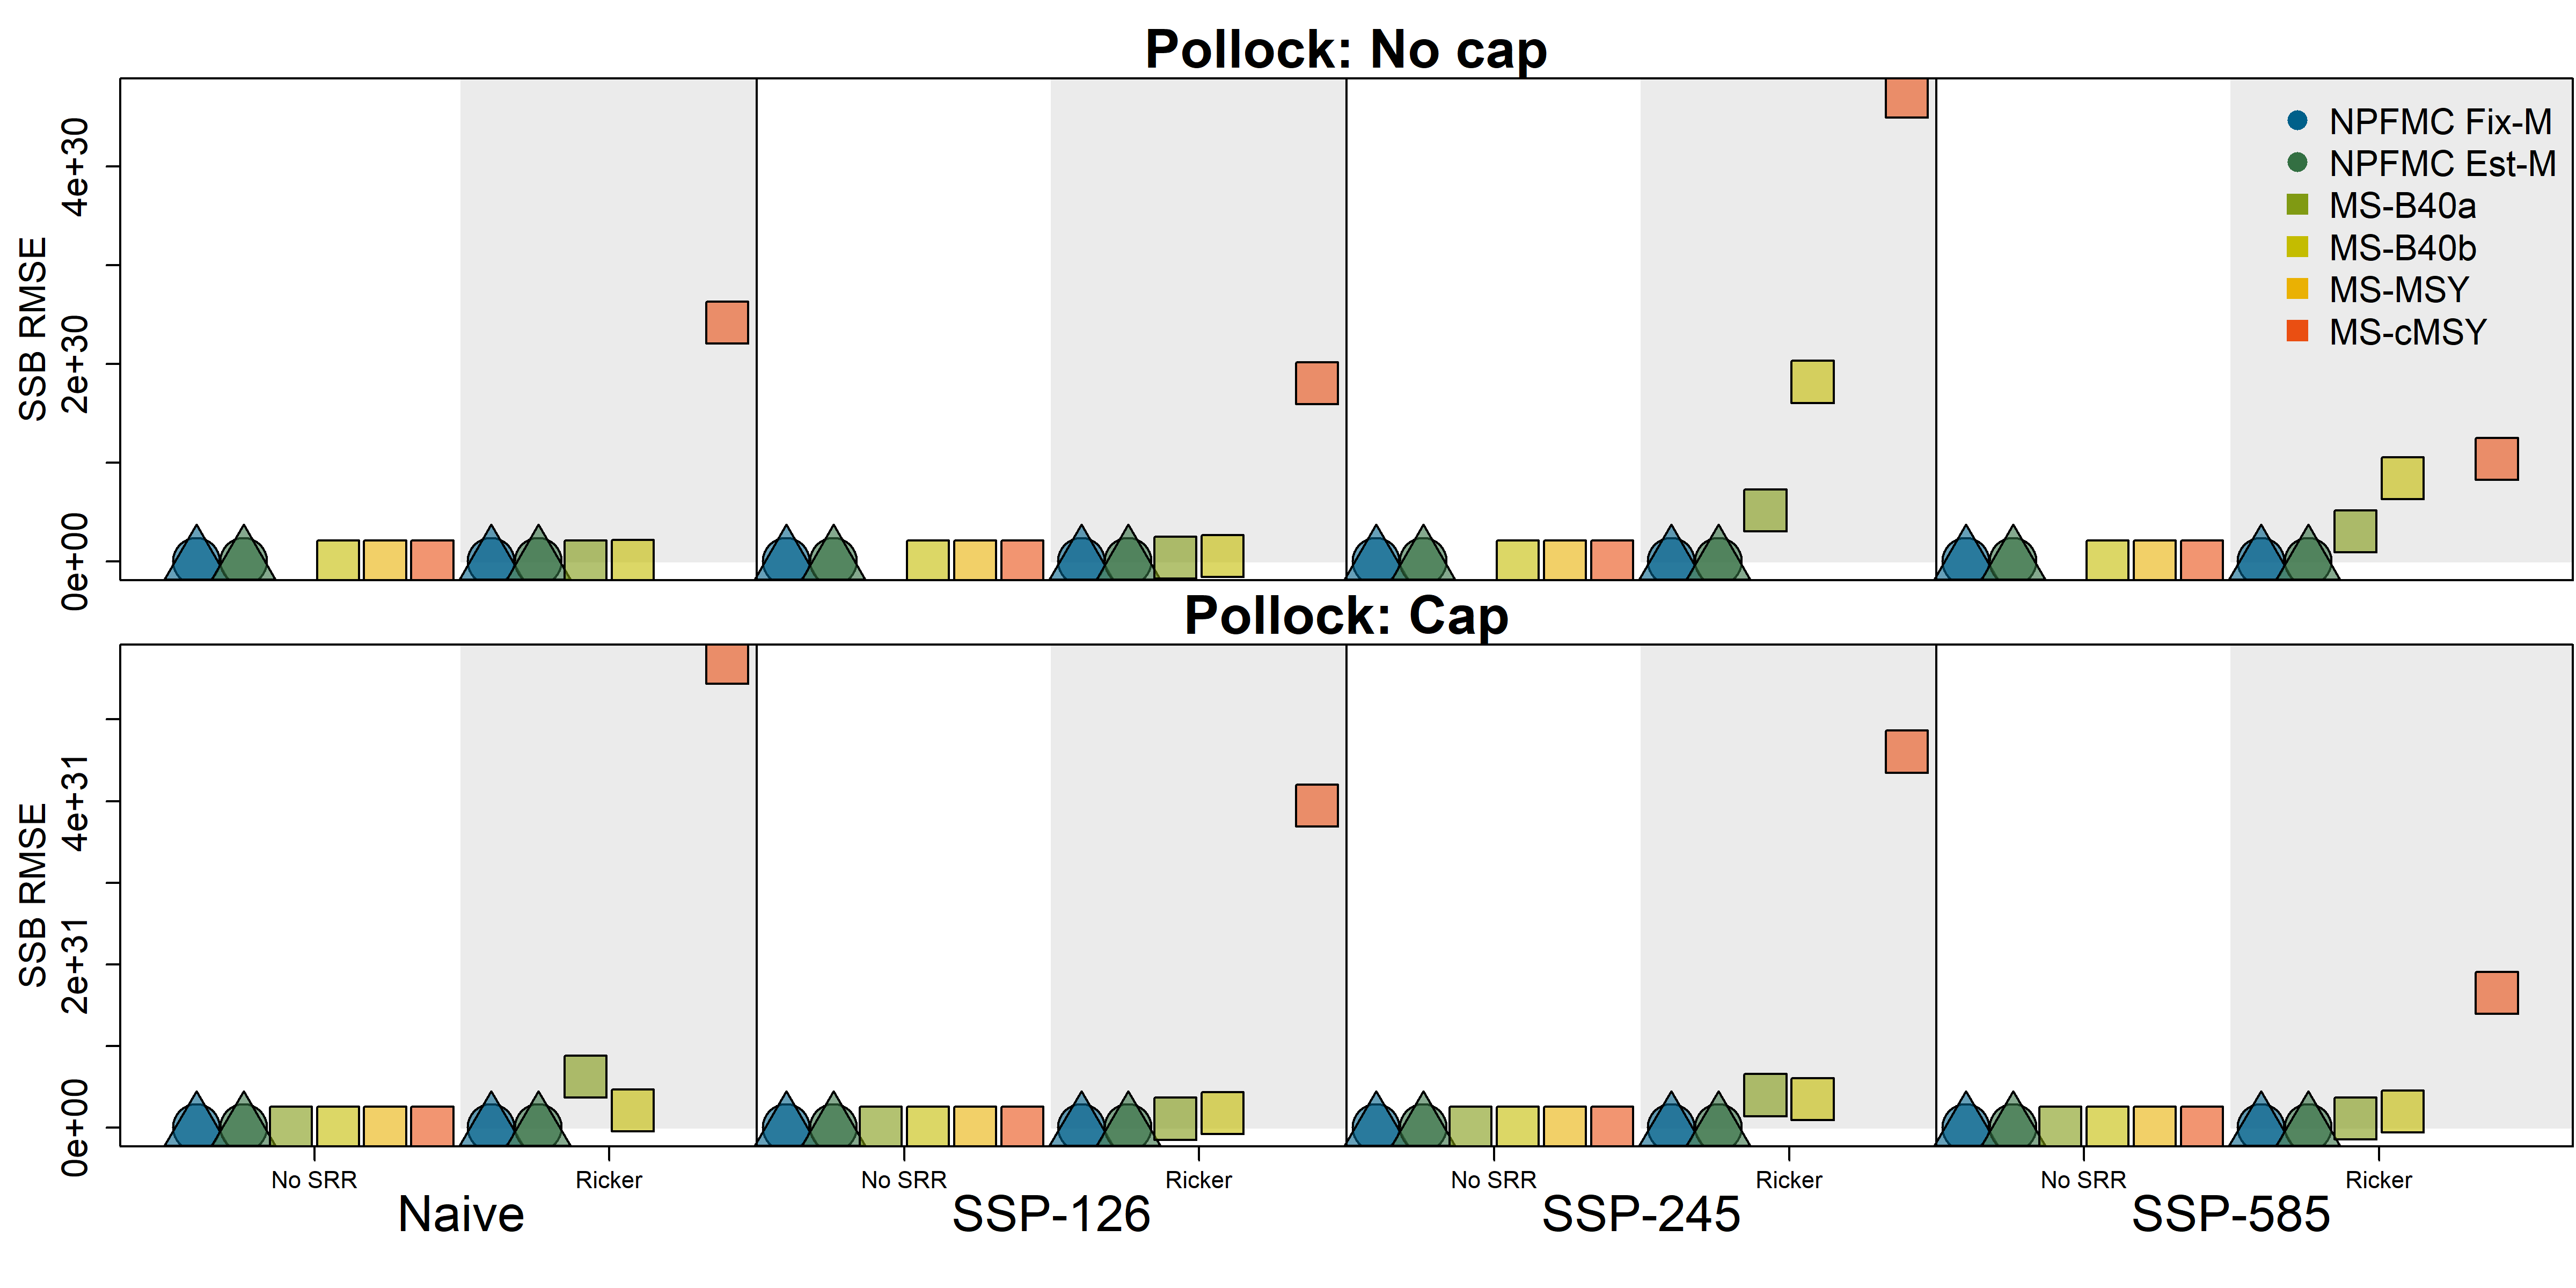 Pollock: No cap
SSB RMSE
4e+30
2e+30
0e+00
NPFMC Fix-M
NPFMC Est-M
MS-B40a
MS-B40b
MS-MSY
MS-cMSY
Pollock: Cap
SSB RMSE
4e+31
2e+31
0e+00
No SRR Ricker No SRR Ricker No SRR Ricker No SRR Ricker
Naive SSP-126 SSP-245 SSP-585